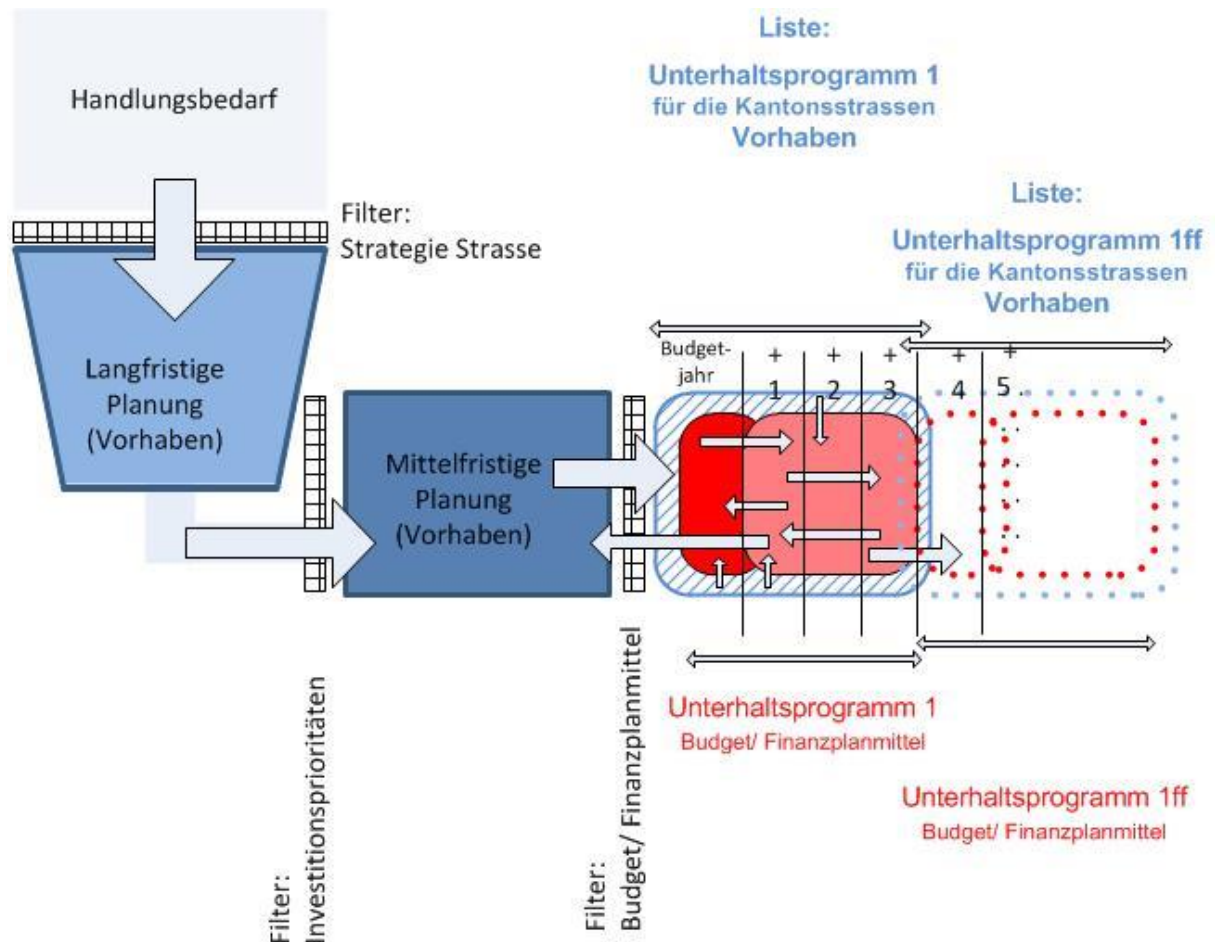 Liste:
Unterhaltsprogramm 1
für die Kantonsstrassen
Vorhaben
Handlungsbedarf
Filter:
Strategie Strasse
Liste:
Unterhaltsprogramm 1ff
für die Kantonsstrassen
Vorhaben
Langfristige
Planung
(Vorhaben)
Budget-
jahr
+
1
+
2
+
3
+
4
+
5
Mittelfristige
Planung
(Vorhaben)
Filter:
Investitionsprioritäten
Filter:
Budget/ Finanzplanmittel
Unterhaltsprogramm 1
Budget/ Finanzplanmittel
Unterhaltsprogramm 1ff
Budget/ Finanzplanmittel